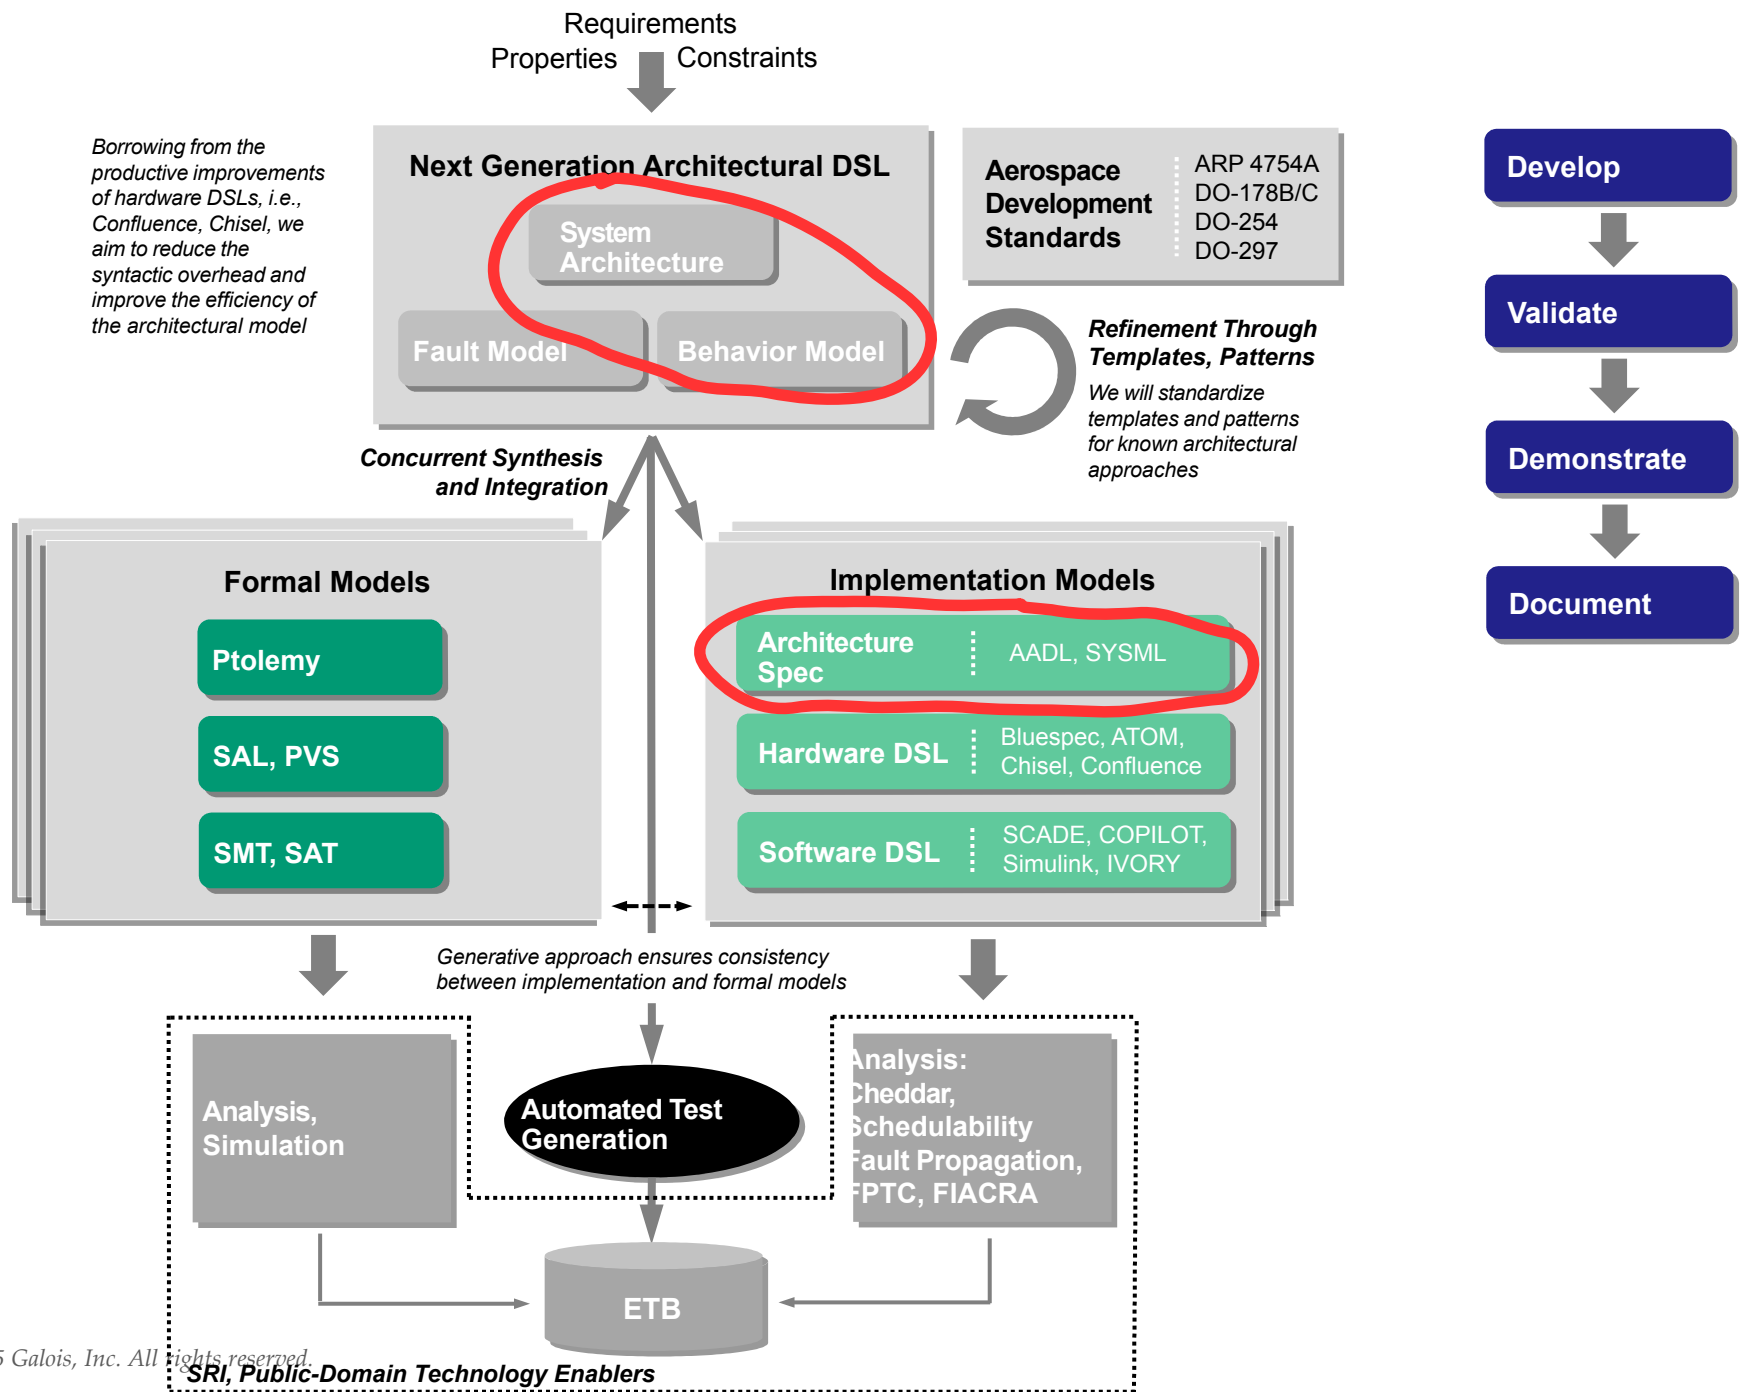 Requirements
Properties
Constraints
Borrowing from the
productive improvements
of hardware DSLs, i.e.,
Confluence, Chisel, we
aim to reduce the
syntactic overhead and
improve the efficiency of
the architectural model
Next Generation Architectural DSL
System
Architecture
Fault Model
Behavior Model
Aerospace
Development
Standards
ARP 4754A
DO-178B/C
DO-254
DO-297
Refinement Through
Templates, Patterns
We will standardize
templates and patterns
for known architectural
approaches
Develop
Validate
Demonstrate
Document
Concurrent Synthesis
and Integration
Formal Models
Ptolemy
SAL, PVS
SMT, SAT
Implementation Models
Architecture
Spec
AADL, SYSML
Hardware DSL
Bluespec, ATOM,
Chisel, Confluence
Software DSL
SCADE, COPILOT,
Simulink, IVORY
Generative approach ensures consistency
between implementation and formal models
Analysis,
Simulation
Automated Test
Generation
Analysis:
Cheddar,
Schedulability
Fault Propagation,
FPTC, FIACRA
ETB
5 Galois, Inc. All rights reserved.
SRI, Public-Domain Technology Enablers